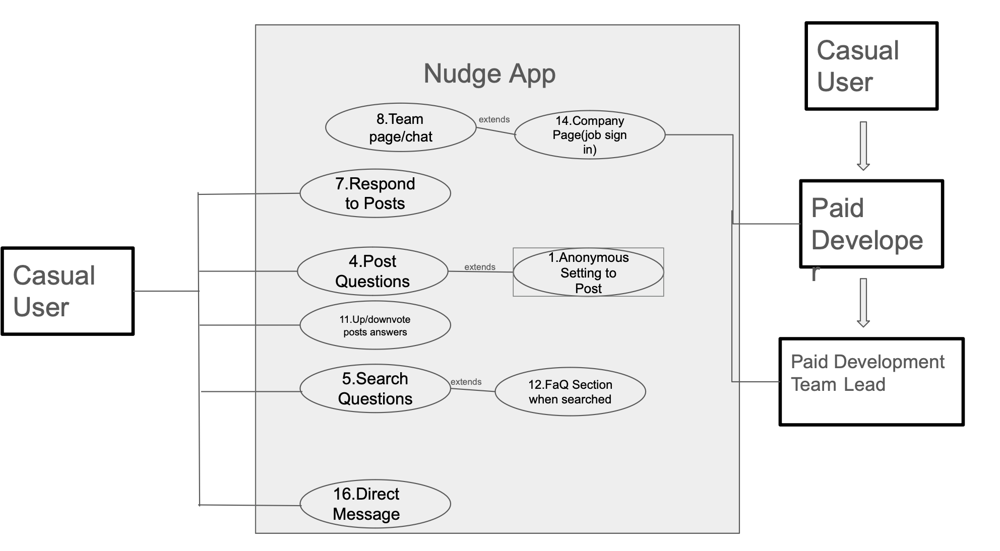 Nudge App
Casual
User
8.Team
page/chat
extends
14.Company
Page(job sign
in)
7.Respond
to Posts
Paid
Develope
r
4.Post
Questions
extends
1.Anonymous
Setting to
Post
Casual
User
11.Up/downvote
posts answers
5.Search
Questions
extends
12.FaQ Section
when searched
Paid Development
Team Lead
16.Direct
Message